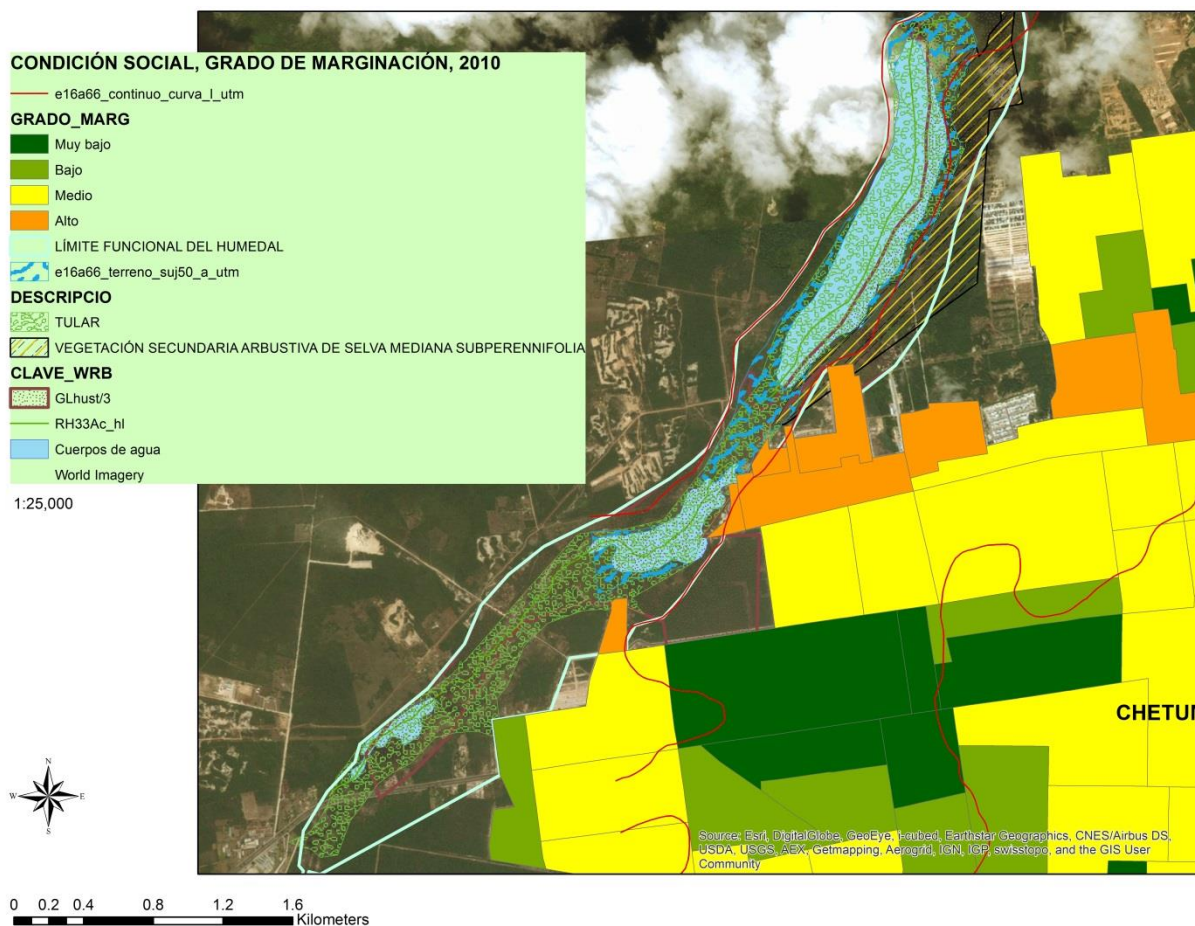 CONDICIÓN SOCIAL, GRADO DE MARGINACIÓN, 2010
e16a66_continuo_curva_l_utm
GRADO_MARG
Muy bajo
Bajo
Medio
Alto
LÍMITE FUNCIONAL DEL HUMEDAL
e16a66_terreno_suj50_a_utm
DESCRIPCIO
TULAR
VEGETACIÓN SECUNDARIA ARBUSTIVA DE SELVA MEDIANA SUBPERENNIFOLIA
CLAVE_WRB
GLhust/3
RH33Ac_hl
Cuerpos de agua
World Imagery
1:25,000
CHETUM
N
W E
S
Source: Esri, DigitalGlobe, GeoEye, i-cubed, Earthstar Geographics, CNES/Airbus DS,
USDA, USGS, AEX, Getmapping, Aerogrid, IGN, IGP, swisstopo, and the GIS User
Community
0 0.2 0.4 0.8 1.2 1.6
Kilometers